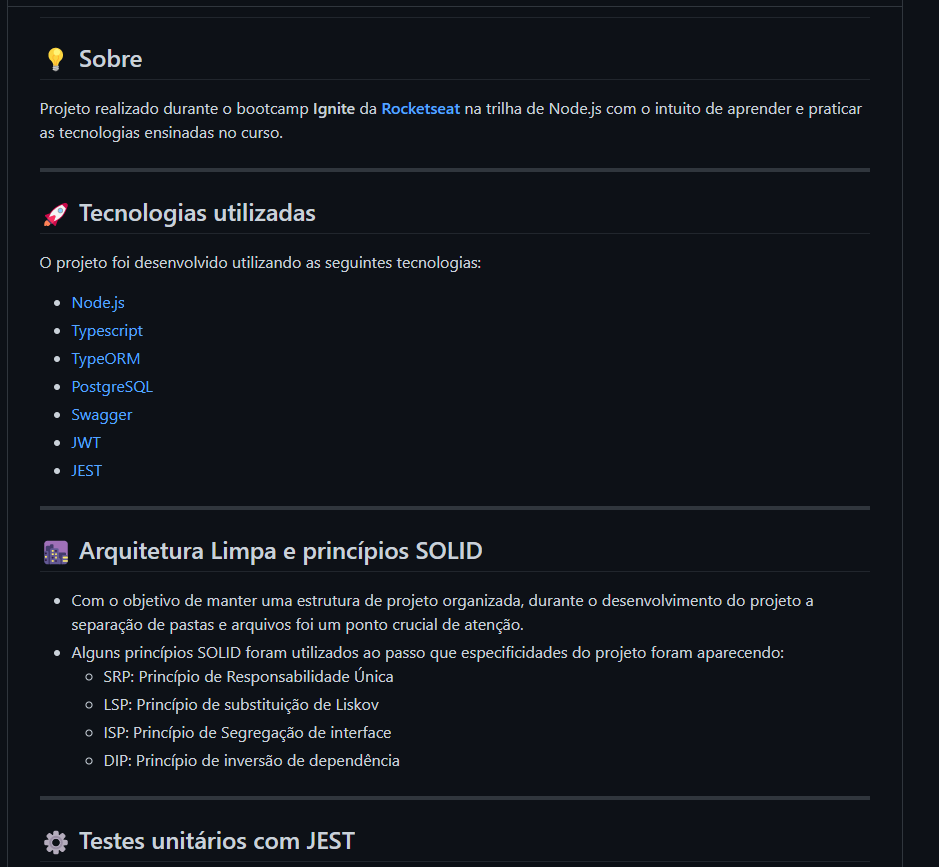 Sobre
Projeto realizado durante o bootcamp Ignite da Rocketseat na trilha de Node.js com o intuito de aprender e praticar
as tecnologias ensinadas no curso.
Tecnologias utilizadas
O projeto foi desenvolvido utilizando as seguintes tecnologias:
Node.js
Typescript
TypeORM
PostgreSQL
Swagger
JWT
JEST
Arquitetura Limpa e princípios SOLID
Com o objetivo de manter uma estrutura de projeto organizada, durante o desenvolvimento do projeto a
separação de pastas e arquivos foi um ponto crucial de atenção.
Alguns princípios SOLID foram utilizados ao passo que especificidades do projeto foram aparecendo:
SRP: Princípio de Responsabilidade Única
LSP: Princípio de substituição de Liskov
ISP: Princípio de Segregação de interface
DIP: Princípio de inversão de dependência
Testes unitários com JEST